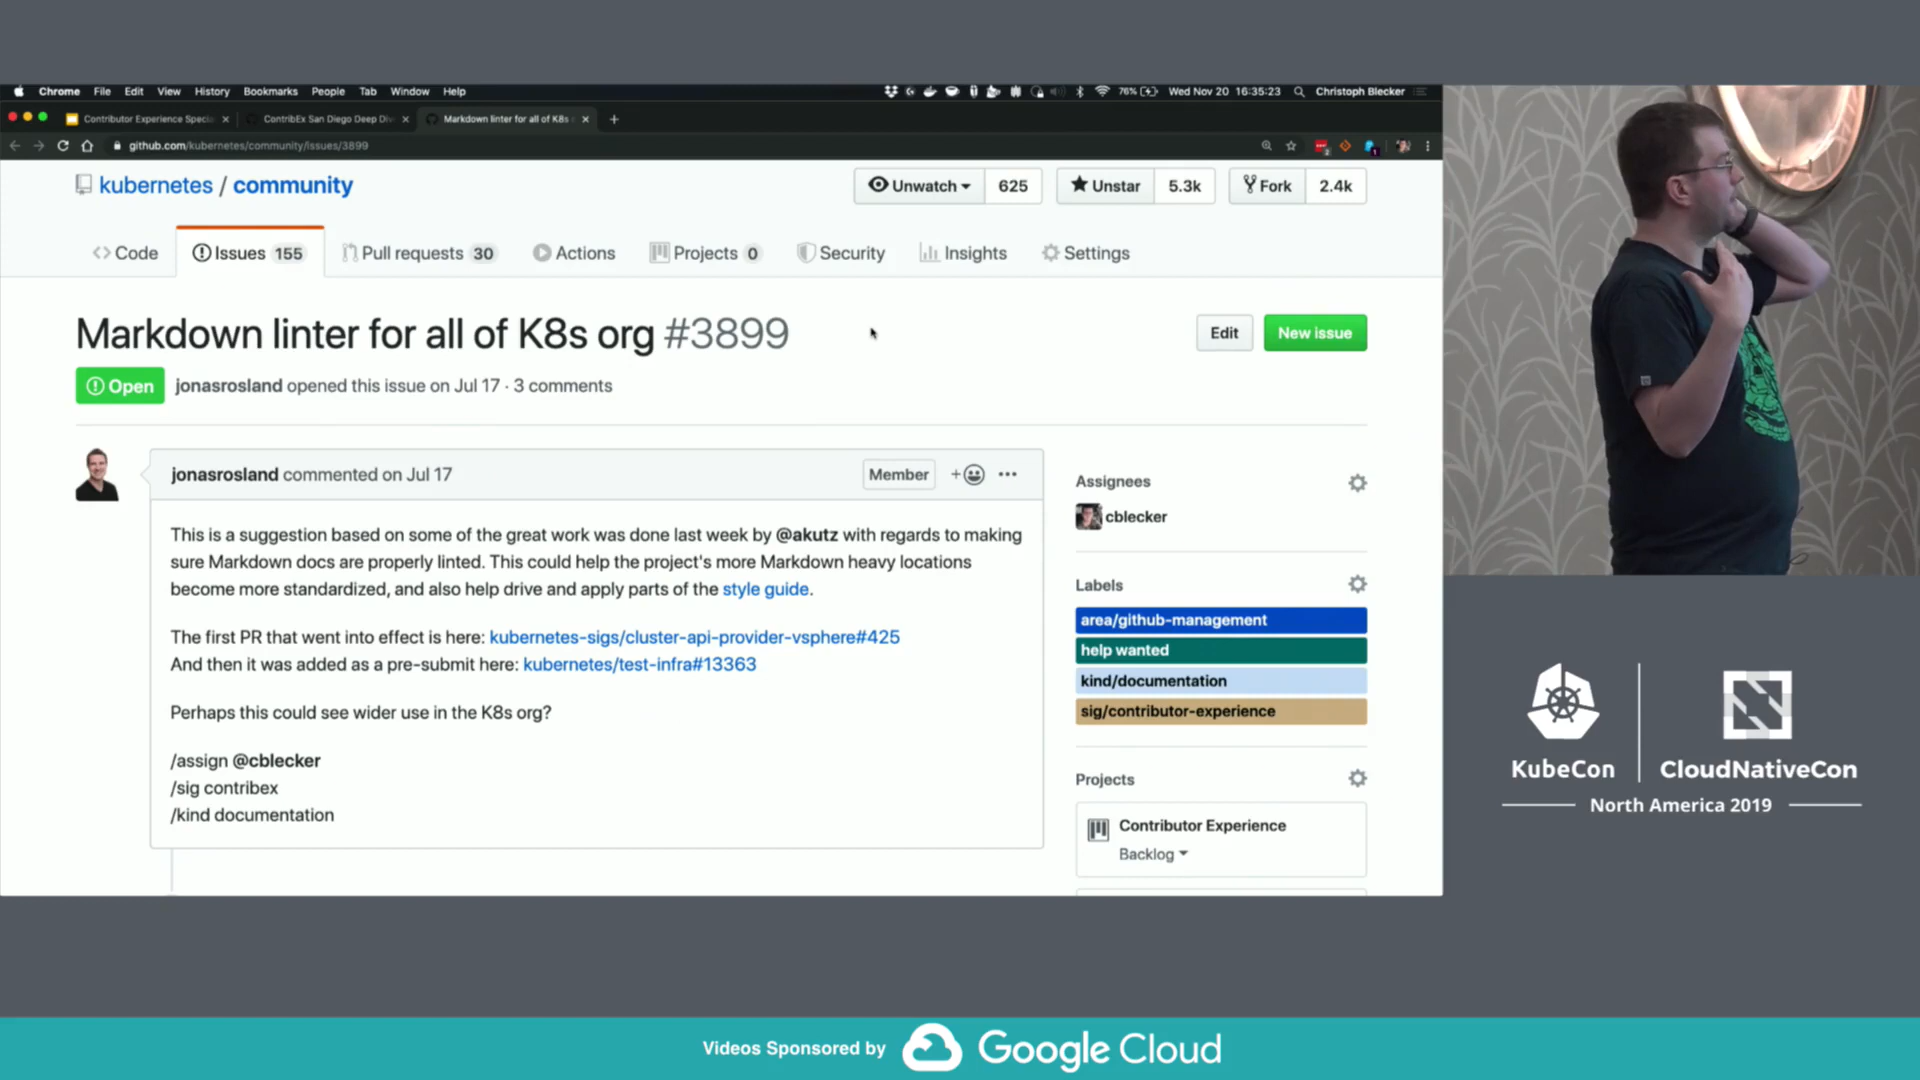 Chrome File Edit View History Bookmarks People Tab Window Help 76% Wed Nov 20 16:35:23 Christoph Blecker
Contributor Experience Specia ContribEx San Diego Deep Div Markdown linter for all of K8s
github.com/kubernetes/community/issues/3899
kubernetes / community
Unwatch 625 Unstar 5.3k Fork 2.4k
Code Issues 155 Pull requests 30 Actions Projects 0 Security Insights Settings
Markdown linter for all of K8s org #3899
Edit New issue
Open jonasrosland opened this issue on Jul 17 · 3 comments
jonasrosland commented on Jul 17 Member
This is a suggestion based on some of the great work was done last week by @akutz with regards to making
sure Markdown docs are properly linted. This could help the project's more Markdown heavy locations
become more standardized, and also help drive and apply parts of the style guide.
The first PR that went into effect is here: kubernetes-sigs/cluster-api-provider-vsphere#425
And then it was added as a pre-submit here: kubernetes/test-infra#13363
Perhaps this could see wider use in the K8s org?
/assign @cblecker
/sig contribex
/kind documentation
Assignees
cblecker
Labels
area/github-management
help wanted
kind/documentation
sig/contributor-experience
Projects
Contributor Experience
Backlog
KubeCon CloudNativeCon
North America 2019
Videos Sponsored by Google Cloud